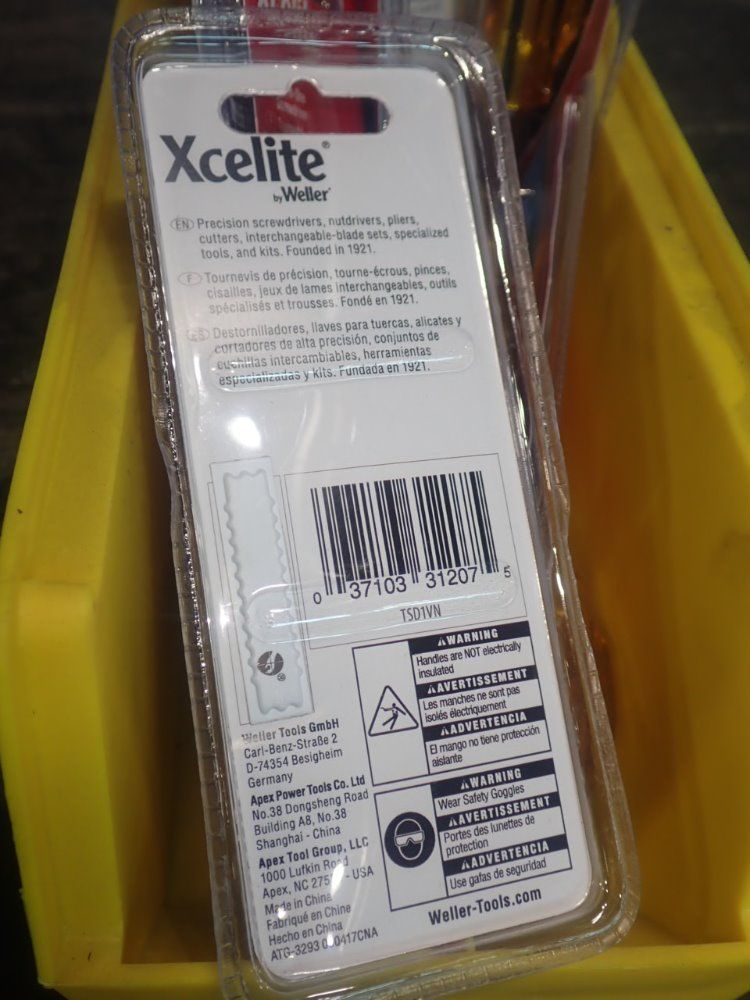 Xcelite®
by Weller®
EN Precision screwdrivers, nutdrivers, pliers,
cutters, interchangeable-blade sets, specialized
tools, and kits. Founded in 1921.
F Tournevis de précision, tourne-écrous, pinces,
cisailles, jeux de lames interchangeables, outils
spécialisés et trousses. Fondé en 1921.
ES Destornilladores, llaves para tuercas, alicates y
cortadores de alta precisión, conjuntos de
cuchillas intercambiables, herramientas
especializadas y kits. Fundada en 1921.
0 37103 31207 5
TSD1VN
®
WARNING
Handles are NOT electrically
insulated
AVERTISSEMENT
Les manches ne sont pas
isolés électriquement
ADVERTENCIA
El mango no tiene protección
aislante
WARNING
Wear Safety Goggles
AVERTISSEMENT
Portes des lunettes de
protection
ADVERTENCIA
Use gafas de seguridad
Weller Tools GmbH
Carl-Benz-Straße 2
D-74354 Besigheim
Germany
Apex Power Tools Co. Ltd
No.38 Dongsheng Road
Building A8, No.38
Shanghai - China
Apex Tool Group, LLC
1000 Lufkin Road
Apex, NC - USA
Made in China
Fabriqué en Chine
Hecho en China
ATG-3293
Weller-Tools.com